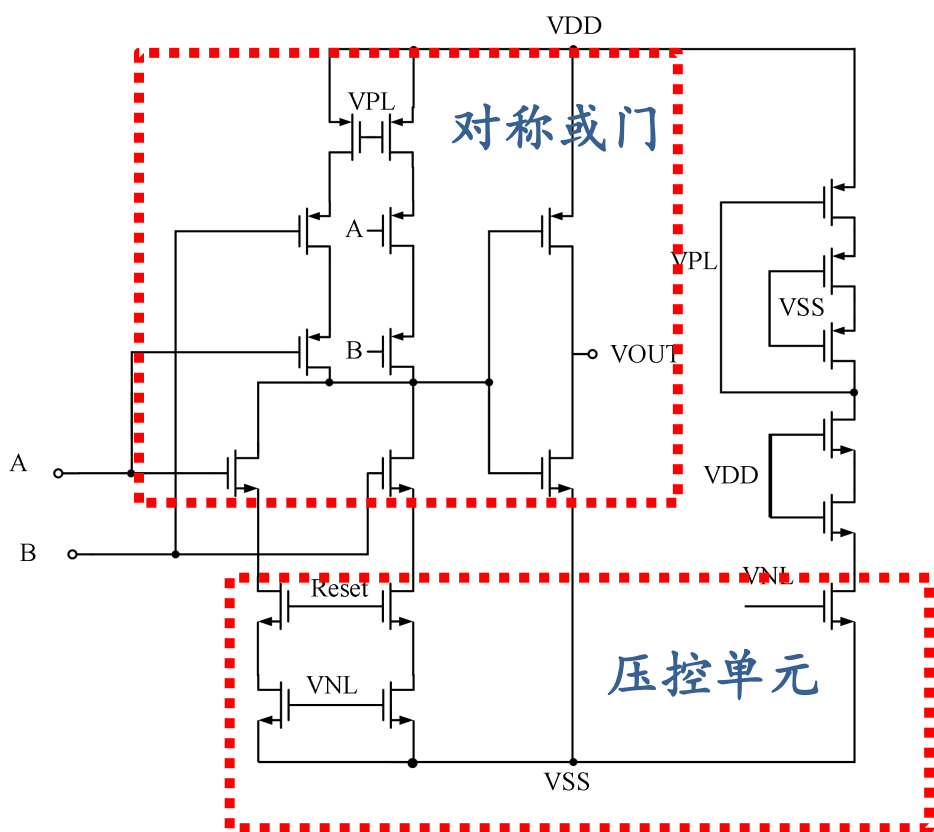 VDD
VPL
对称或门
A
VPL
VSS
B
VOUT
A
VDD
B
VNL
Reset
压控单元
VNL
VSS